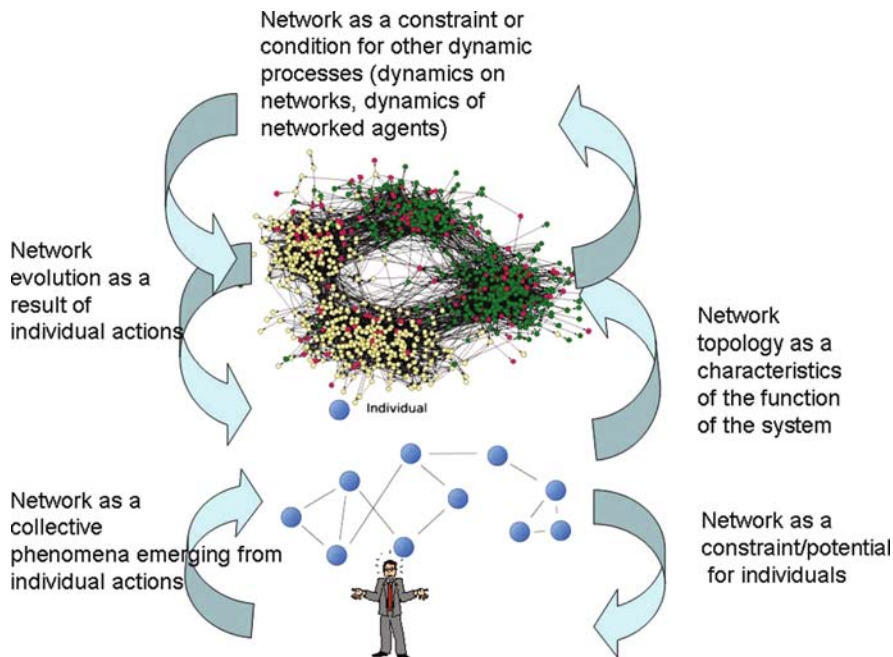 Network as a constraint or
condition for other dynamic
processes (dynamics on
networks, dynamics of
networked agents)
Network
evolution as a
result of
individual actions
Network
topology as a
characteristics
of the function
of the system
Individual
Network as a
collective
phenomena emerging from
individual actions
Network as a
constraint/potential
for individuals